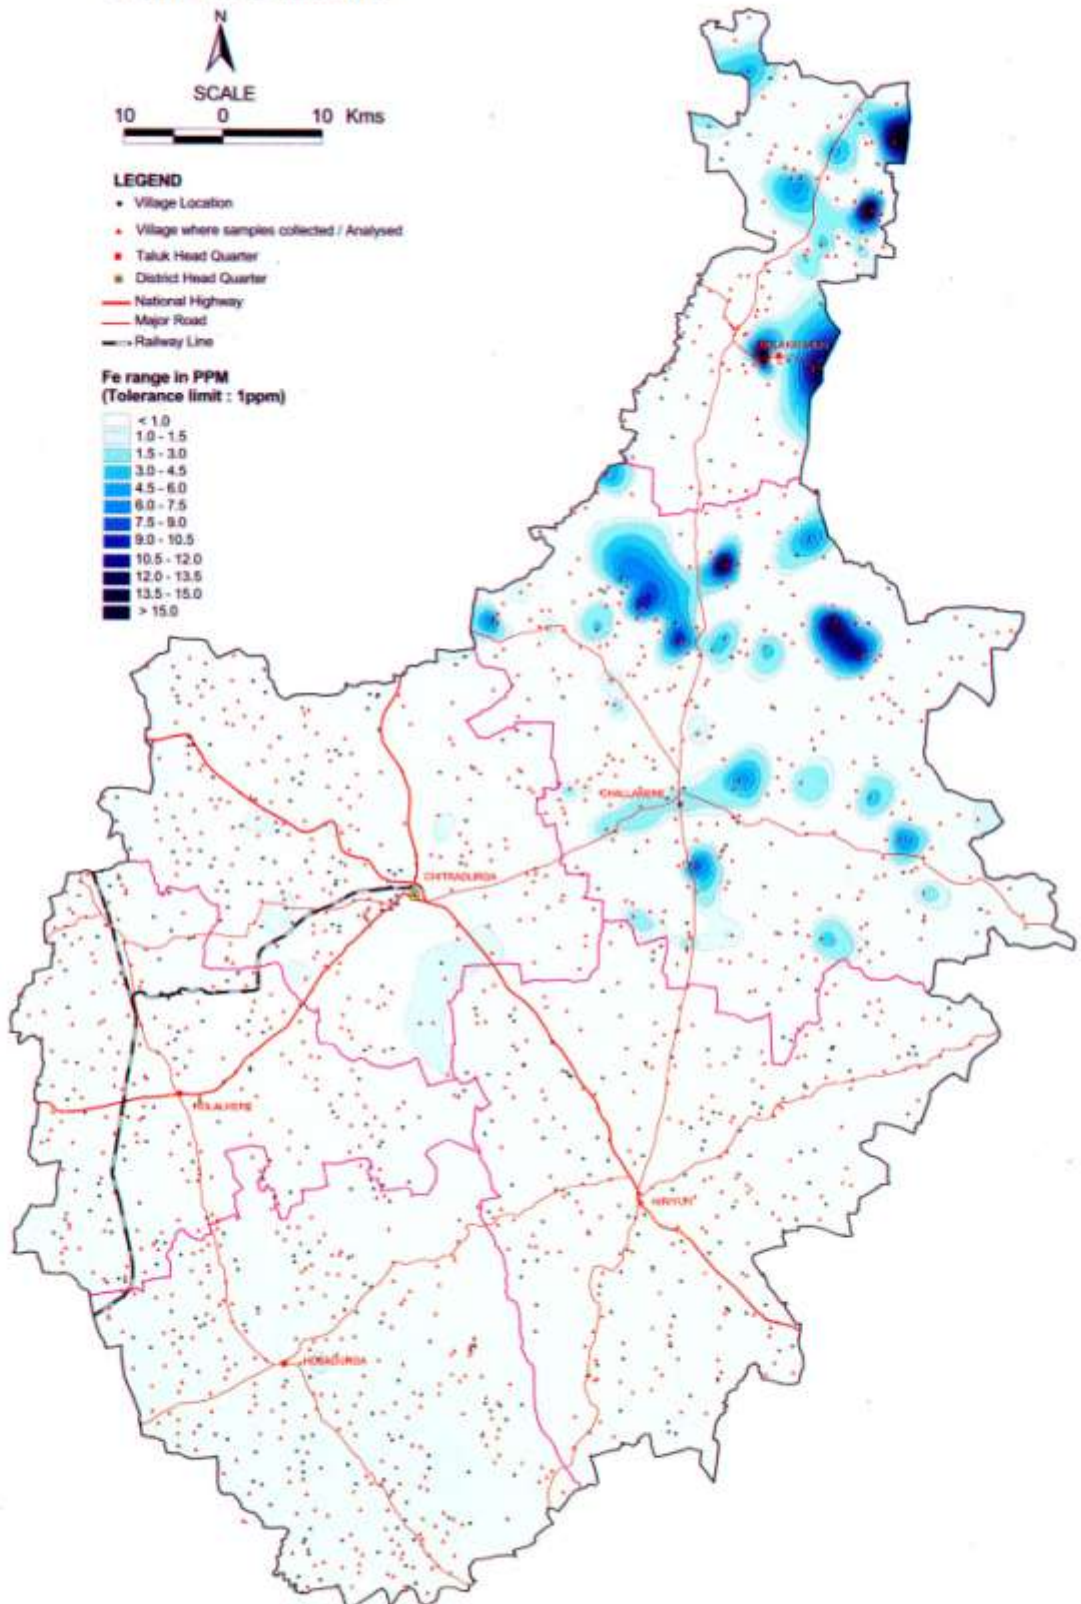 N
SCALE
10 0 10 Kms
LEGEND
Village Location
Village where samples collected / Analysed
Taluk Head Quarter
District Head Quarter
National Highway
Major Road
Railway Line
Fe range in PPM
(Tolerance limit : 1ppm)
< 1.0
1.0 - 1.5
1.5 - 3.0
3.0 - 4.5
4.5 - 6.0
6.0 - 7.5
7.5 - 9.0
9.0 - 10.5
10.5 - 12.0
12.0 - 13.5
13.5 - 15.0
> 15.0
CHALLAKERE
CHITRADURGA
HOLALKERE
HIRIYUR
HOSADURGA